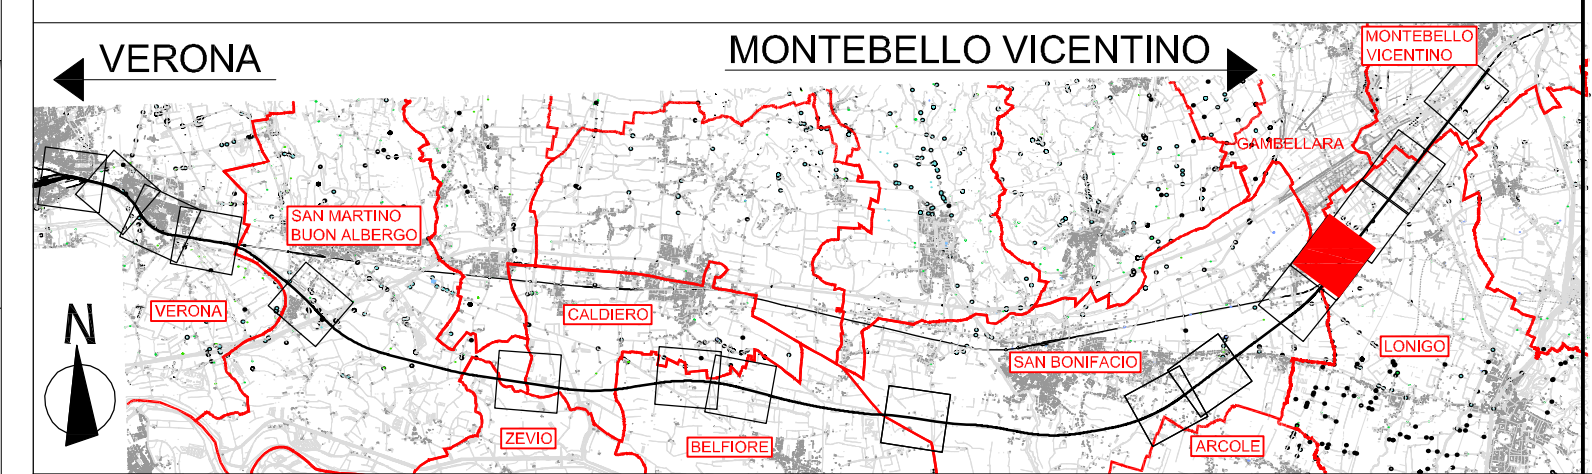 VERONA
MONTEBELLO VICENTINO
MONTEBELLO
VICENTINO
GAMBELLARA
SAN MARTINO
BUON ALBERGO
VERONA
N
CALDIERO
SAN BONIFACIO
LONIGO
ZEVIO
BELFIORE
ARCOLE